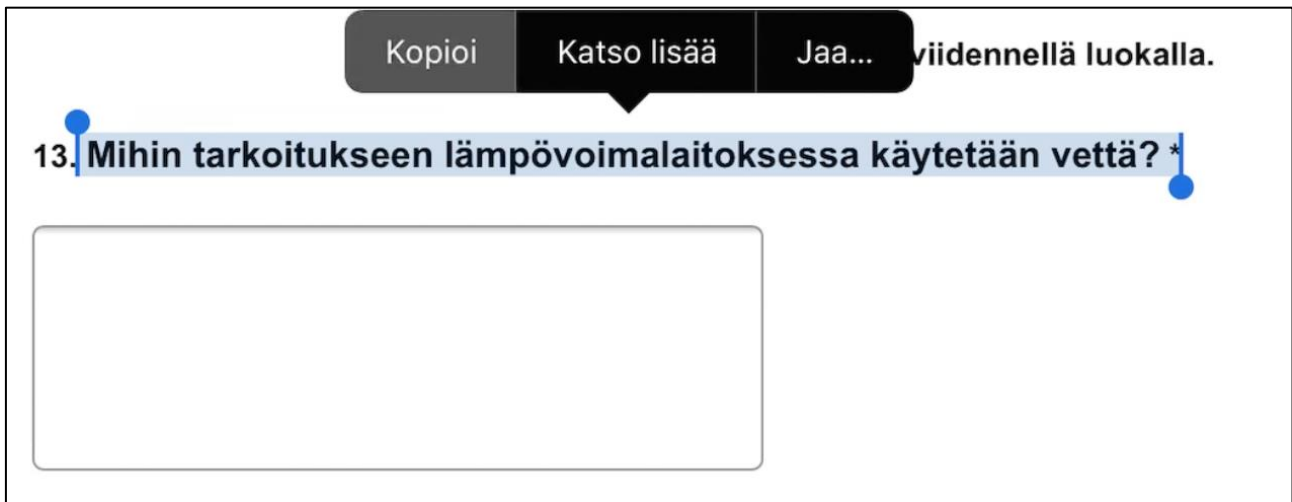 Kopioi Katso lisää Jaa... viidennellä luokalla.
13. Mihin tarkoitukseen lämpövoimalaitoksessa käytetään vettä? *